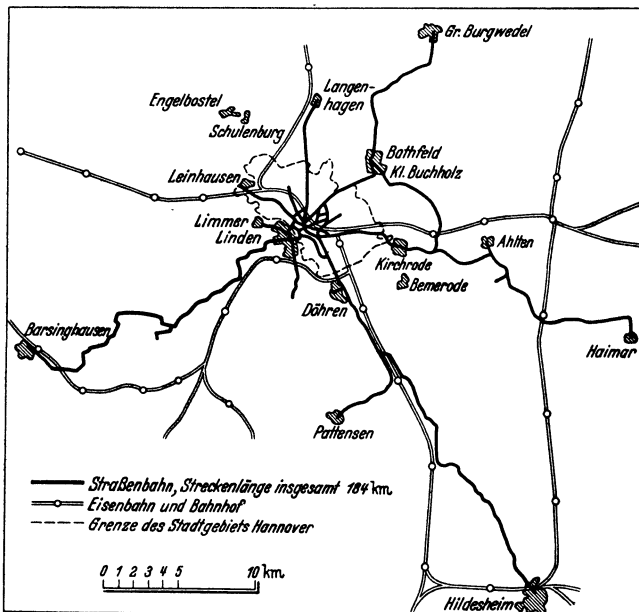 Gr. Burgwedel
Langen-
hagen
Engelbostel
Schulenburg
Bothfeld
Kl. Buchholz
Leinhausen
Limmer
Linden
Ahlten
Kirchrode
Bemerode
Döhren
Barsinghausen
Haimar
Pattensen
Straßenbahn, Streckenlänge insgesamt 184 km
Eisenbahn und Bahnhof
Grenze des Stadtgebiets Hannover
0 1 2 3 4 5 10 km
Hildesheim